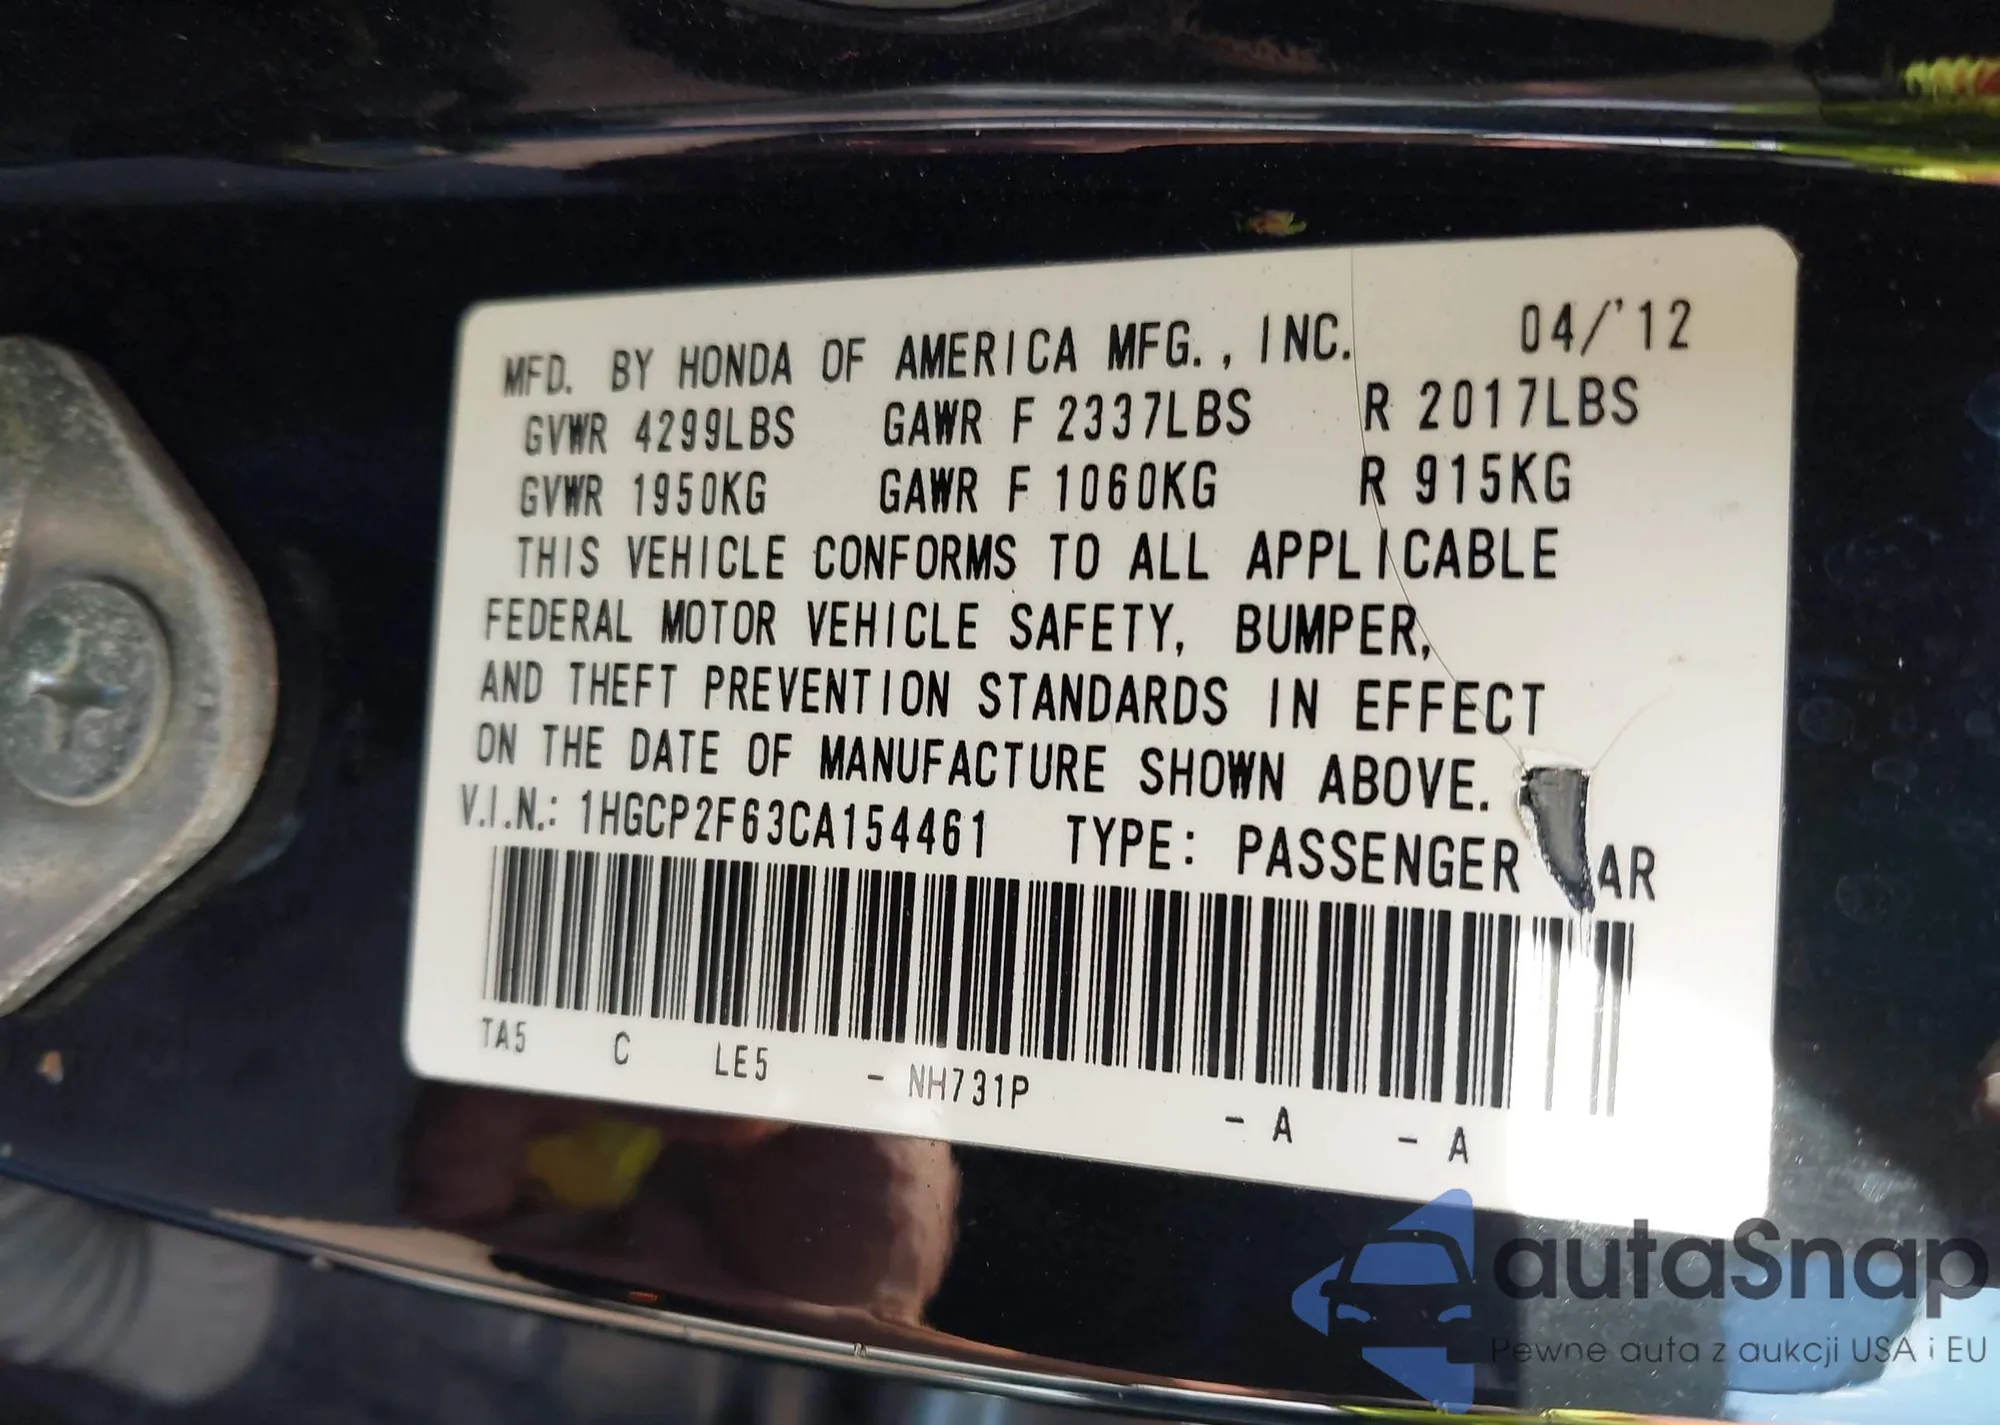 MFD. BY HONDA OF AMERICA MFG., INC. 04/'12
GVWR 4299LBS GAWR F 2337LBS R 2017LBS
GVWR 1950KG GAWR F 1060KG R 915KG
THIS VEHICLE CONFORMS TO ALL APPLICABLE
FEDERAL MOTOR VEHICLE SAFETY, BUMPER,
AND THEFT PREVENTION STANDARDS IN EFFECT
ON THE DATE OF MANUFACTURE SHOWN ABOVE.
V.I.N.: 1HGCP2F63CA154461 TYPE: PASSENGER AR
TA5 C LE5 - NH731P - A - A
autaSnap
Pewne auta z aukcji USA i EU